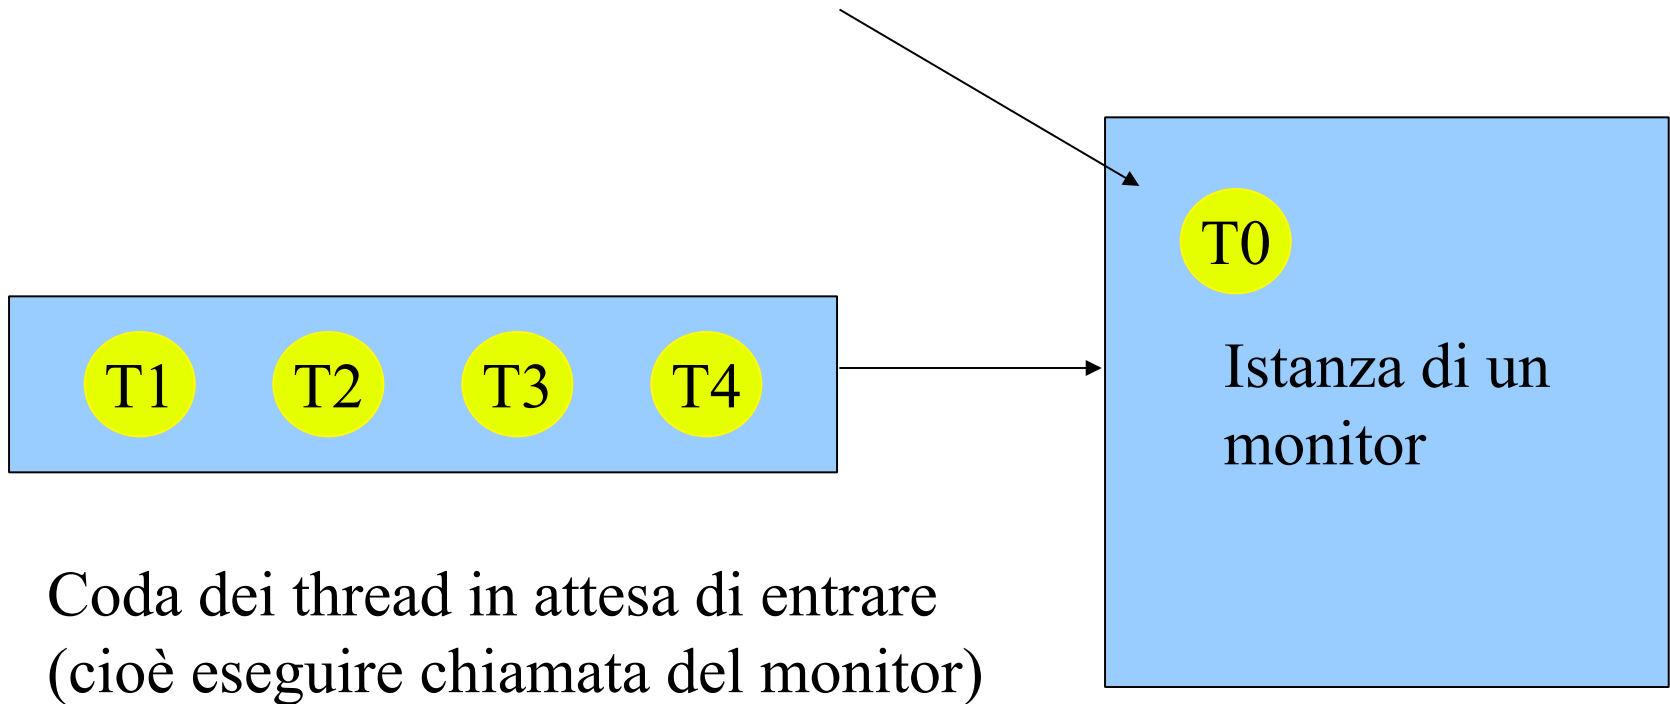 T0
T1 T2 T3 T4
Istanza di un
monitor
Coda dei thread in attesa di entrare
(cioè eseguire chiamata del monitor)